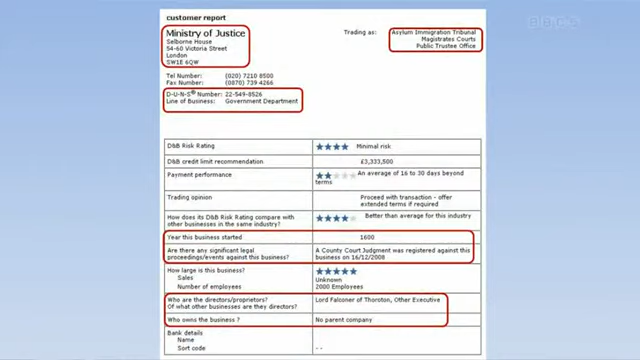 BBC 5
customer report
Ministry of Justice
Selborne House
54-60 Victoria Street
London
SW1E 6QW
Trading as: Asylum Immigration Tribunal
Magistrates Courts
Public Trustee Office
Tel Number: (020) 7210 8500
Fax Number: (0870) 739 4266
D-U-N-S® Number: 22-549-8526
Line of Business: Government Department
D&B Risk Rating Minimal risk
D&B credit limit recommendation £3,333,500
Payment performance An average of 16 to 30 days beyond
terms
Trading opinion Proceed with transaction - offer
extended terms if required
How does its D&B Risk Rating compare with
other businesses in the same industry? Better than average for this industry
Year this business started 1600
Are there any significant legal
proceedings/events against this business? A County Court Judgment was registered against this
business on 16/12/2008
How large is this business?
Sales Unknown
Number of employees 2000 Employees
Who are the directors/proprietors?
Of what other businesses are they directors? Lord Falconer of Thoroton, Other Executive
Who owns the business ? No parent company
Bank details
Name
Sort code - -